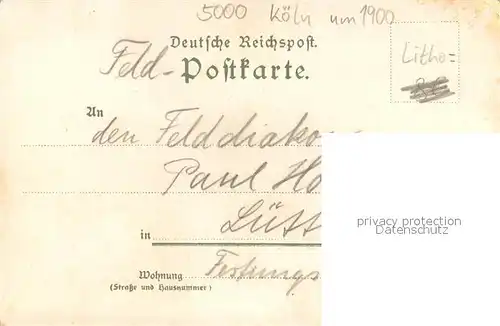 5000 Köln um 1900
Deutsche Reichspost.
Feld-Postkarte.
Litho=
An
den Felddiako
Paul Ho
in Lütt
Wohnung Festungs
(Straße und Hausnummer)
privacy protection
Datenschutz